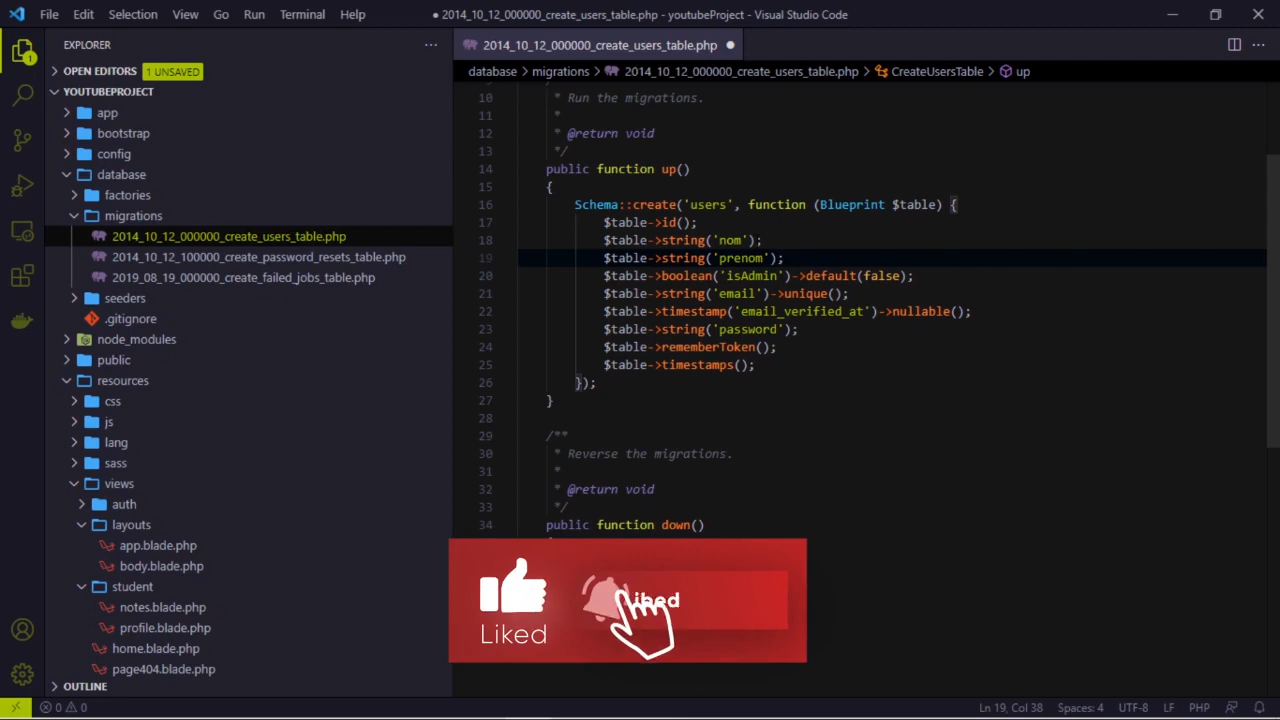 File Edit Selection View Go Run Terminal Help
● 2014_10_12_000000_create_users_table.php - youtubeProject - Visual Studio Code
EXPLORER
OPEN EDITORS 1 UNSAVED
YOUTUBEPROJECT
app
bootstrap
config
database
factories
migrations
2014_10_12_000000_create_users_table.php
2014_10_12_100000_create_password_resets_table.php
2019_08_19_000000_create_failed_jobs_table.php
seeders
.gitignore
node_modules
public
resources
css
js
lang
sass
views
auth
layouts
app.blade.php
body.blade.php
student
notes.blade.php
profile.blade.php
home.blade.php
page404.blade.php
OUTLINE
2014_10_12_000000_create_users_table.php
database > migrations > 2014_10_12_000000_create_users_table.php > CreateUsersTable > up
10 * Run the migrations.
11 *
12 * @return void
13 */
14 public function up()
15 {
16 Schema::create('users', function (Blueprint $table) {
17 $table->id();
18 $table->string('nom');
19 $table->string('prenom');
20 $table->boolean('isAdmin')->default(false);
21 $table->string('email')->unique();
22 $table->timestamp('email_verified_at')->nullable();
23 $table->string('password');
24 $table->rememberToken();
25 $table->timestamps();
26 });
27 }
28
29 /**
30 * Reverse the migrations.
31 *
32 * @return void
33 */
34 public function down()
Liked
0 0
Ln 19, Col 38 Spaces: 4 UTF-8 LF PHP